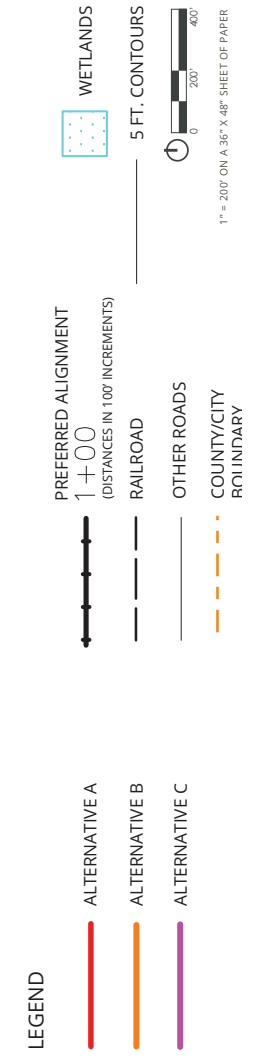 LEGEND
ALTERNATIVE A
ALTERNATIVE B
ALTERNATIVE C
PREFERRED ALIGNMENT
1+00
(DISTANCES IN 100' INCREMENTS)
RAILROAD
OTHER ROADS
COUNTY/CITY
BOUNDARY
WETLANDS
5 FT. CONTOURS
0 200' 400'
1" = 200' ON A 36" X 48" SHEET OF PAPER